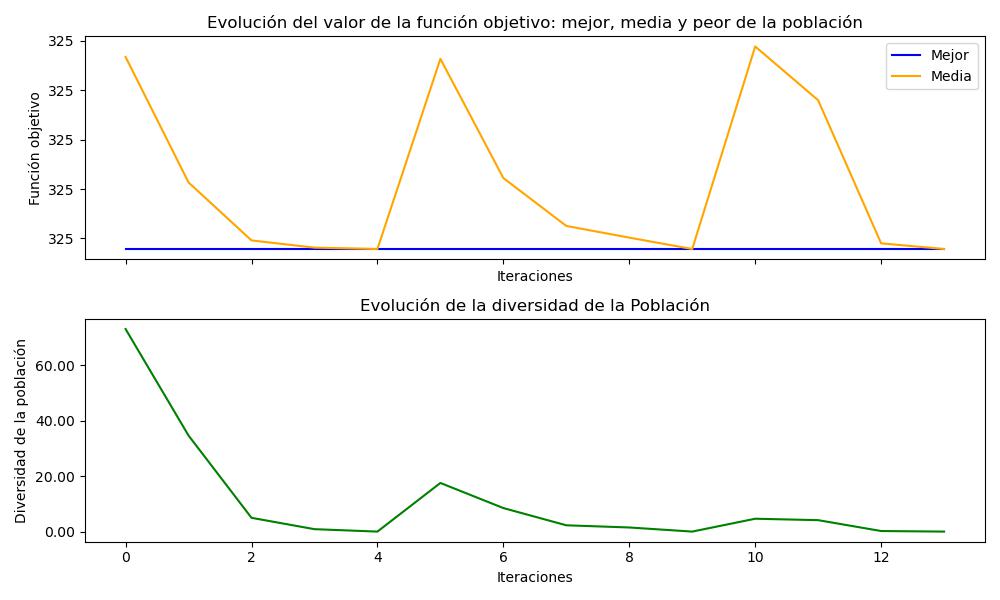 Evolución del valor de la función objetivo: mejor, media y peor de la población
325
325
325
325
325
Función objetivo
Mejor
Media
Iteraciones
Evolución de la diversidad de la Población
60.00
40.00
20.00
0.00
Diversidad de la población
0 2 4 6 8 10 12
Iteraciones